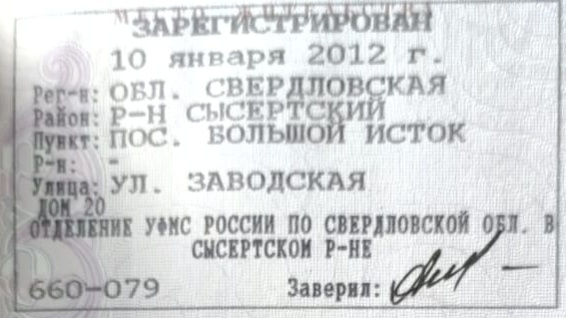 МЕСТО ЖИТЕЛЬСТВА
ЗАРЕГИСТРИРОВАН
10 января 2012 г.
Рег-н: ОБЛ. СВЕРДЛОВСКАЯ
Район: Р-Н СЫСЕРТСКИЙ
Пункт: ПОС. БОЛЬШОЙ ИСТОК
Р-н: -
Улица: УЛ. ЗАВОДСКАЯ
ДОМ 20
ОТДЕЛЕНИЕ УФМС РОССИИ ПО СВЕРДЛОВСКОЙ ОБЛ. В
СЫСЕРТСКОМ Р-НЕ
660-079 Заверил: